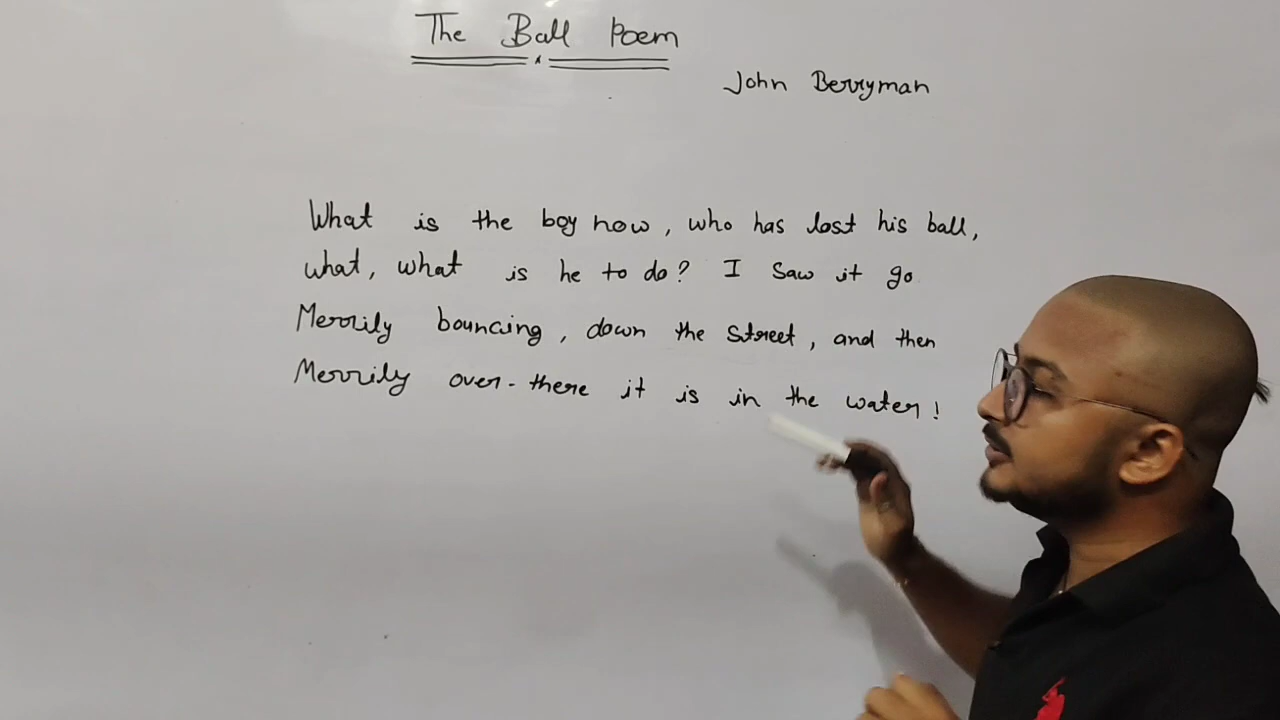 The Ball Poem
John Berryman
What is the boy now, who has lost his ball,
what, what is he to do? I saw it go
Merrily bouncing, down the street, and then
Merrily over-there it is in the water!